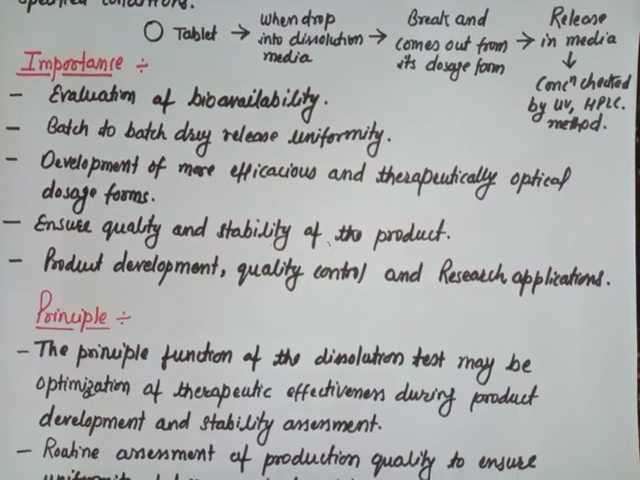 specified conditions.
○ Tablet → When drop into dissolution media → Break and comes out from its dosage form → Release in media
↓
Concⁿ checked by UV, HPLC. method.
Importance ÷
- Evaluation of bioavailability.
- Batch to batch drug release uniformity.
- Development of more efficacious and therapeutically optical
dosage forms.
- Ensure quality and stability of the product.
- Product development, quality control and Research applications.
Principle ÷
- The principle function of the dissolution test may be
optimization of therapeutic effectiveness during product
development and stability assessment.
- Routine assessment of production quality to ensure